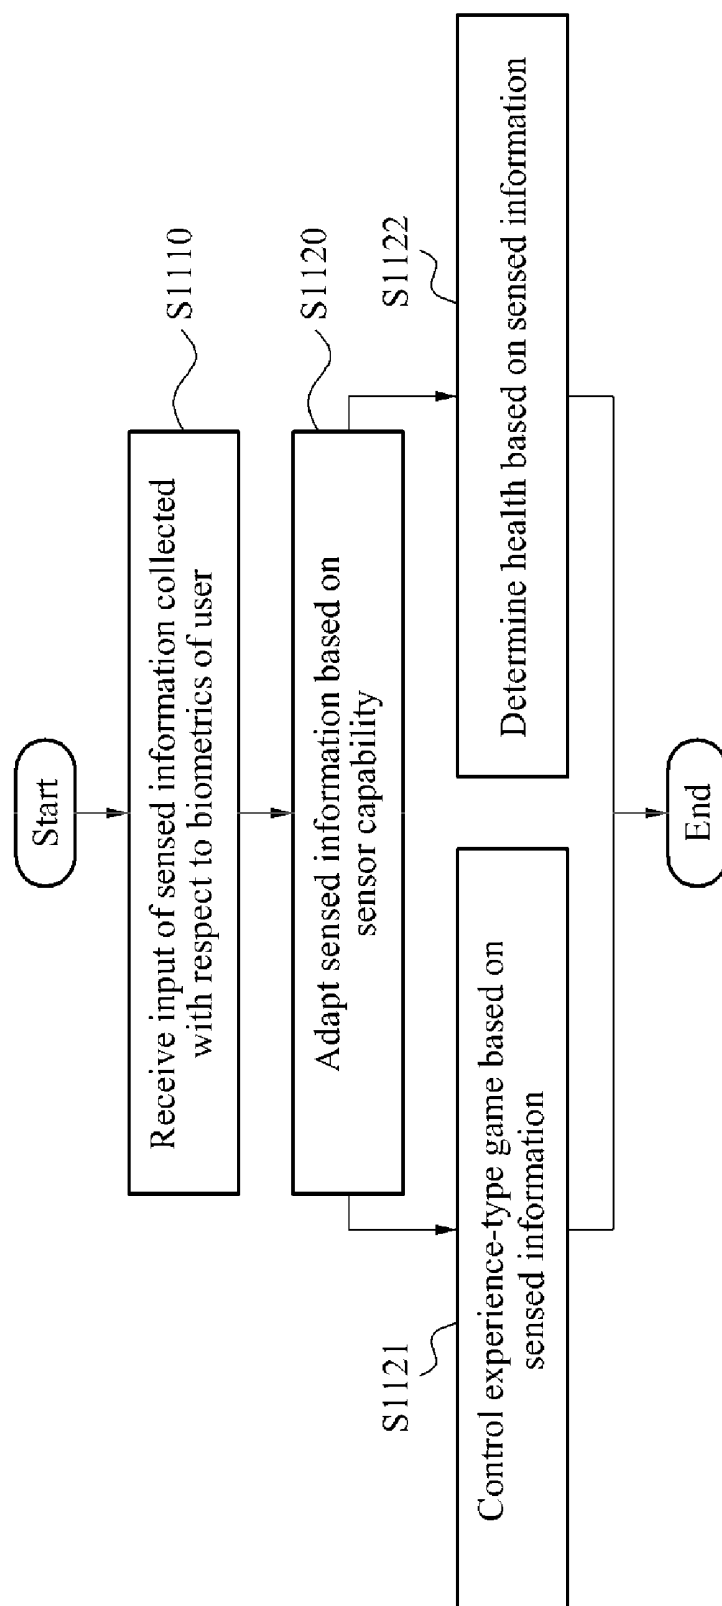 Start
Receive input of sensed information collected
with respect to biometrics of user
S1110
Adapt sensed information based on
sensor capability
S1120
S1121
Control experience-type game based on
sensed information
S1122
Determine health based on sensed information
End